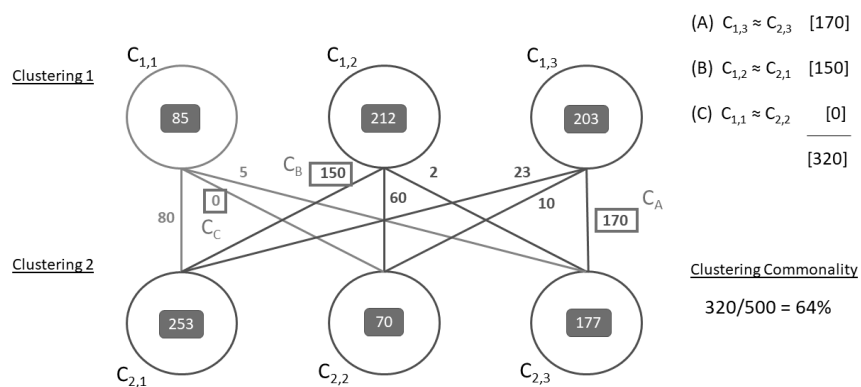 (A) C1,3 ≈ C2,3 [170]
C1,1
C1,2
C1,3
Clustering 1
(B) C1,2 ≈ C2,1 [150]
85
212
203
(C) C1,1 ≈ C2,2 [0]
[320]
CB
150
5
2
23
0
80
60
10
CA
170
CC
Clustering 2
Clustering Commonality
320/500 = 64%
253
70
177
C2,1
C2,2
C2,3